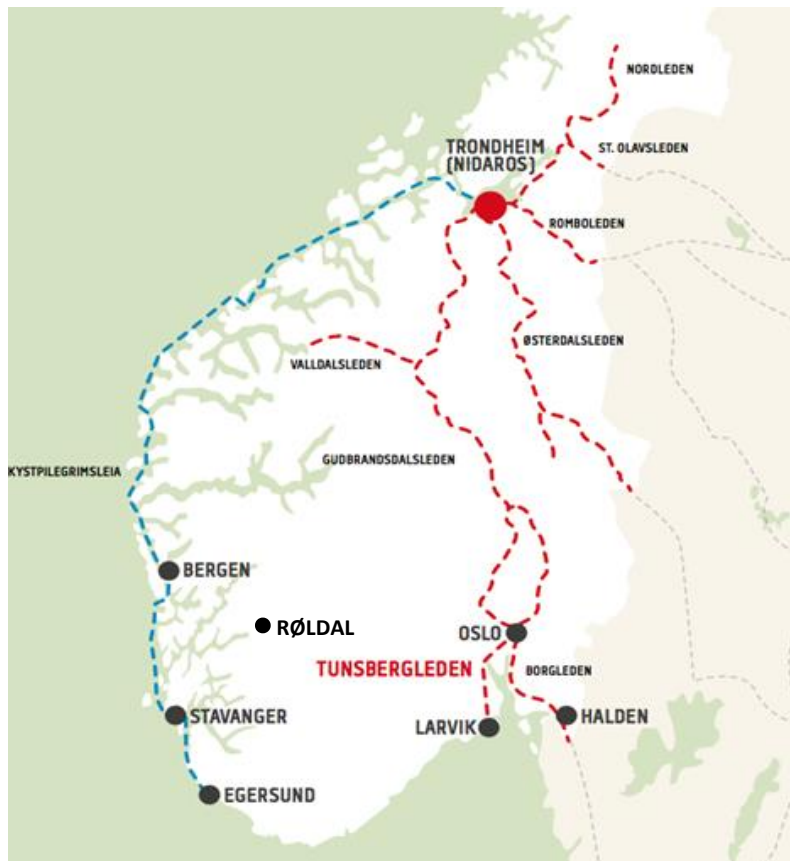 NORDLEDEN
TRONDHEIM
(NIDAROS)
ST. OLAVSLEDEN
ROMBOLEDEN
ØSTERDALSLEDEN
VALLDALSLEDEN
GUDBRANDSDALSLEDEN
KYSTPILEGRIMSLEIA
BERGEN
RØLDAL
OSLO
TUNSBERGLEDEN
BORGLEDEN
STAVANGER
LARVIK
HALDEN
EGERSUND